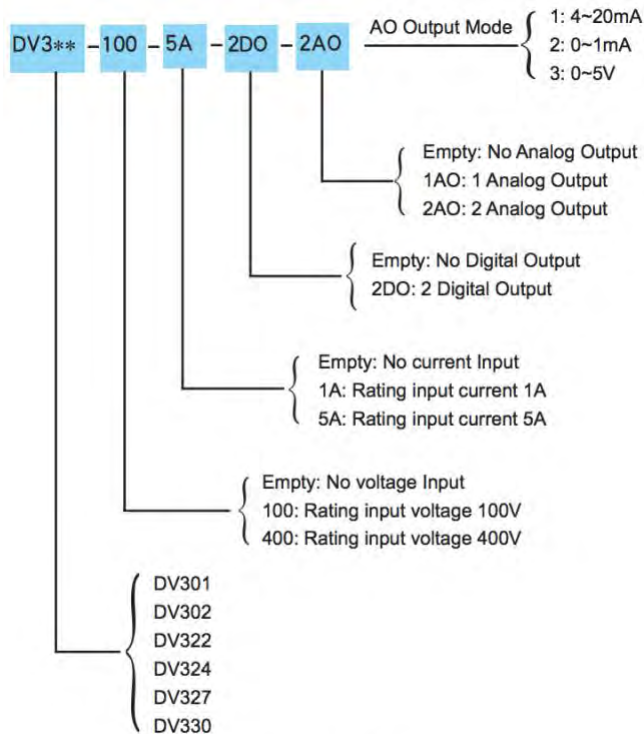 DV3** - 100 - 5A - 2DO - 2AO
AO Output Mode
1: 4~20mA
2: 0~1mA
3: 0~5V
Empty: No Analog Output
1AO: 1 Analog Output
2AO: 2 Analog Output
Empty: No Digital Output
2DO: 2 Digital Output
Empty: No current Input
1A: Rating input current 1A
5A: Rating input current 5A
Empty: No voltage Input
100: Rating input voltage 100V
400: Rating input voltage 400V
DV301
DV302
DV322
DV324
DV327
DV330